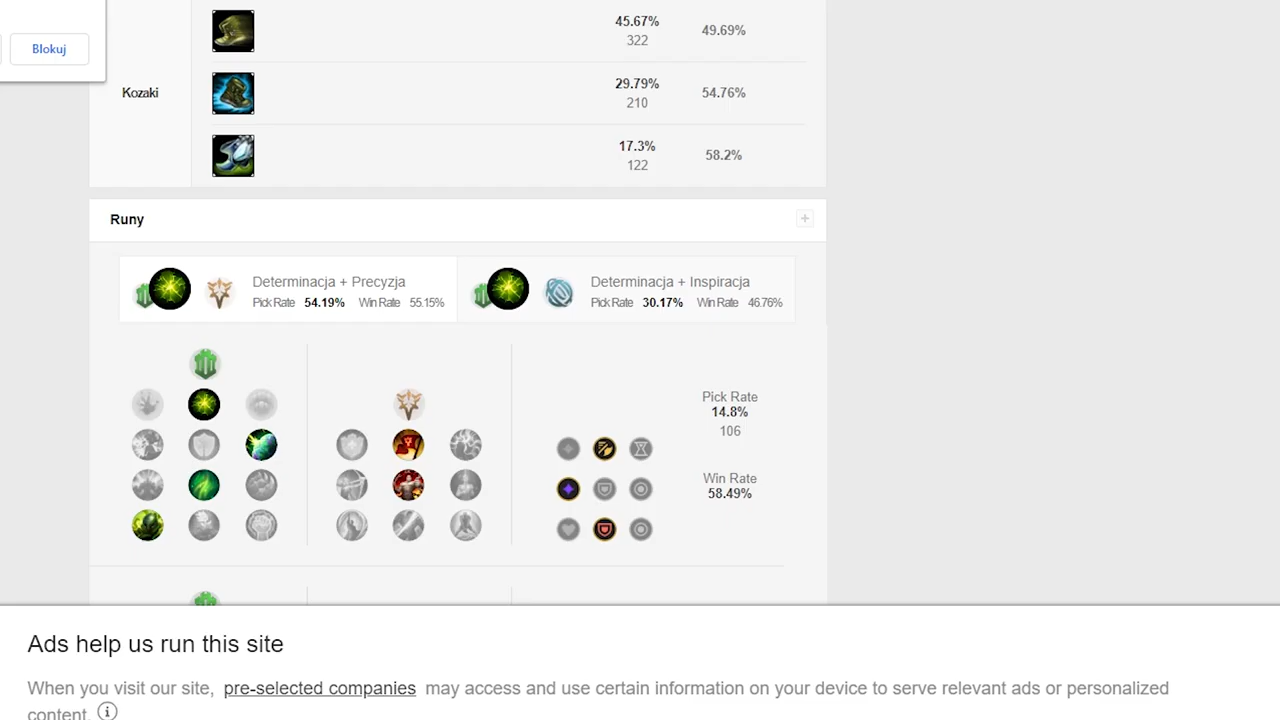 45.67%
322
49.69%
Blokuj
Kozaki
29.79%
210
54.76%
17.3%
122
58.2%
Runy
Determinacja + Precyzja
Pick Rate 54.19% Win Rate 55.15%
Determinacja + Inspiracja
Pick Rate 30.17% Win Rate 46.76%
Pick Rate
14.8%
106
Win Rate
58.49%
Ads help us run this site
When you visit our site, pre-selected companies may access and use certain information on your device to serve relevant ads or personalized
content.